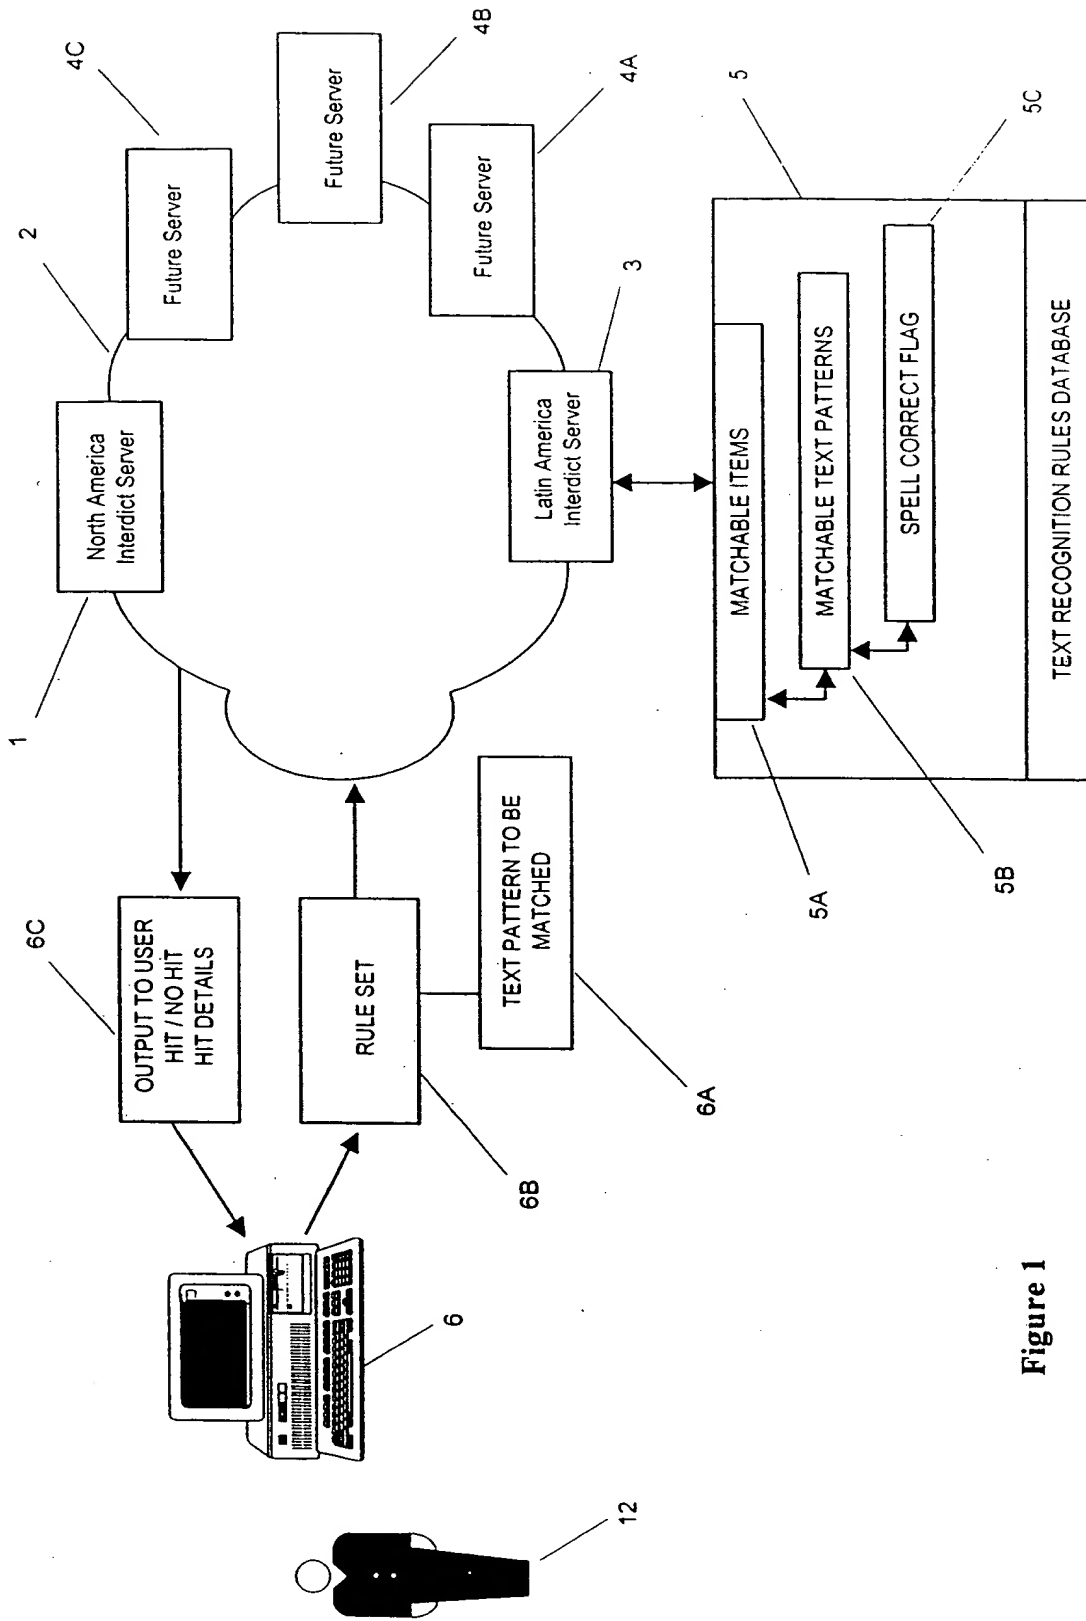 12
6
6C
OUTPUT TO USER
HIT / NO HIT
HIT DETAILS
6B
RULE SET
6A
TEXT PATTERN TO BE
MATCHED
1
North America
Interdict Server
2
4C
Future Server
4B
Future Server
4A
Future Server
3
Latin America
Interdict Server
5
5A
MATCHABLE ITEMS
5B
MATCHABLE TEXT PATTERNS
5C
SPELL CORRECT FLAG
TEXT RECOGNITION RULES DATABASE
Figure 1